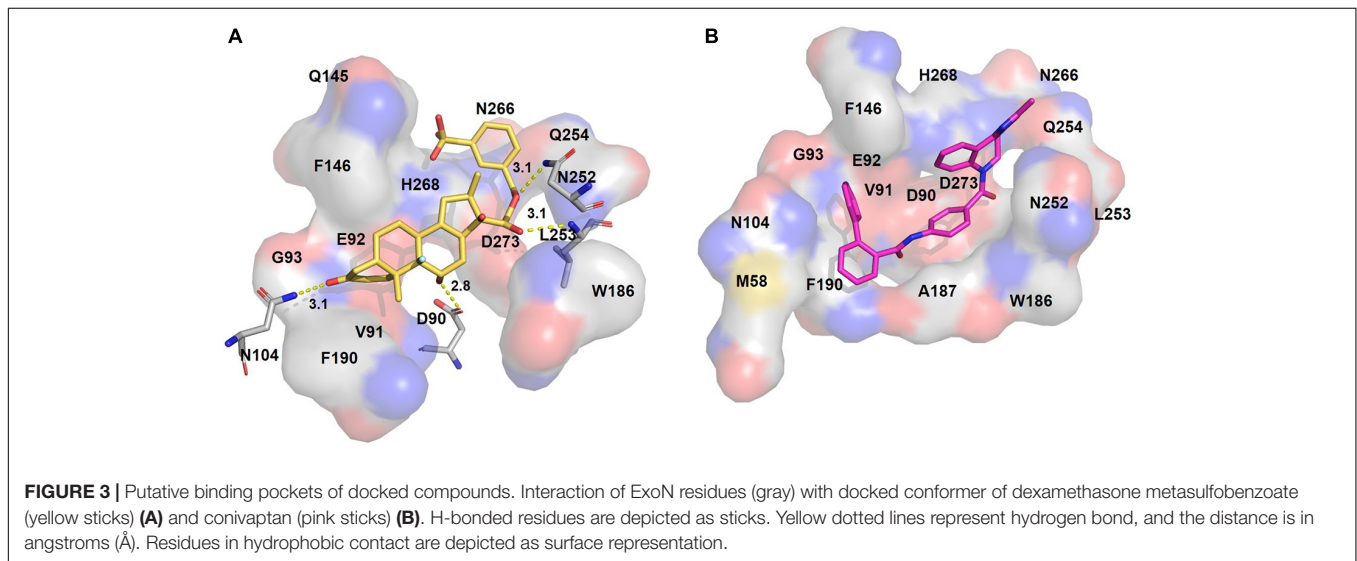 A
Q145
N266
Q254
F146
3.1
N252
H268
3.1
L253
E92
D273
G93
2.8
W186
3.1
D90
V91
N104
F190
B
H268
N266
F146
Q254
G93
E92
V91
D90
D273
N104
N252
L253
M58
F190
A187
W186
FIGURE 3 | Putative binding pockets of docked compounds. Interaction of ExoN residues (gray) with docked conformer of dexamethasone metasulfobenzoate
(yellow sticks) (A) and conivaptan (pink sticks) (B). H-bonded residues are depicted as sticks. Yellow dotted lines represent hydrogen bond, and the distance is in
angstroms (Å). Residues in hydrophobic contact are depicted as surface representation.